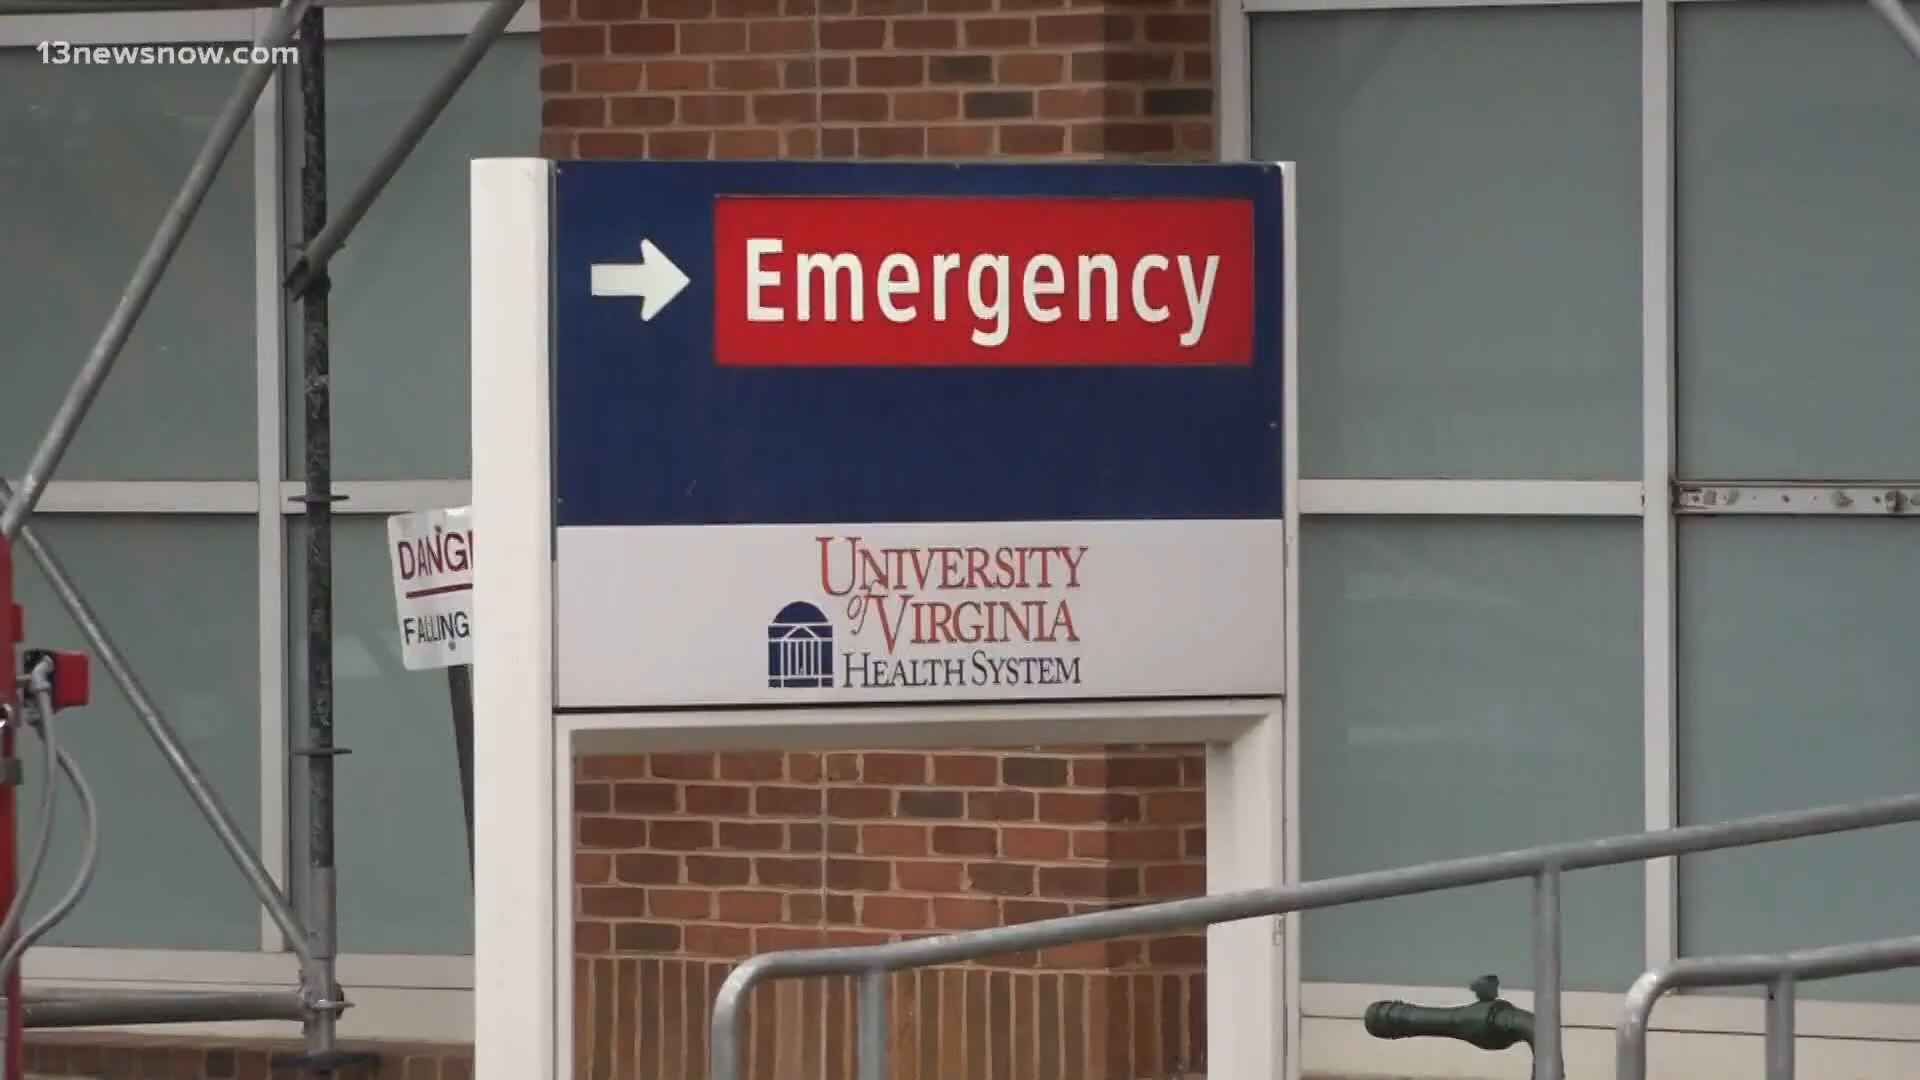 13newsnow.com
Emergency
DANG
FALLING
UNIVERSITY
of VIRGINIA
HEALTH SYSTEM